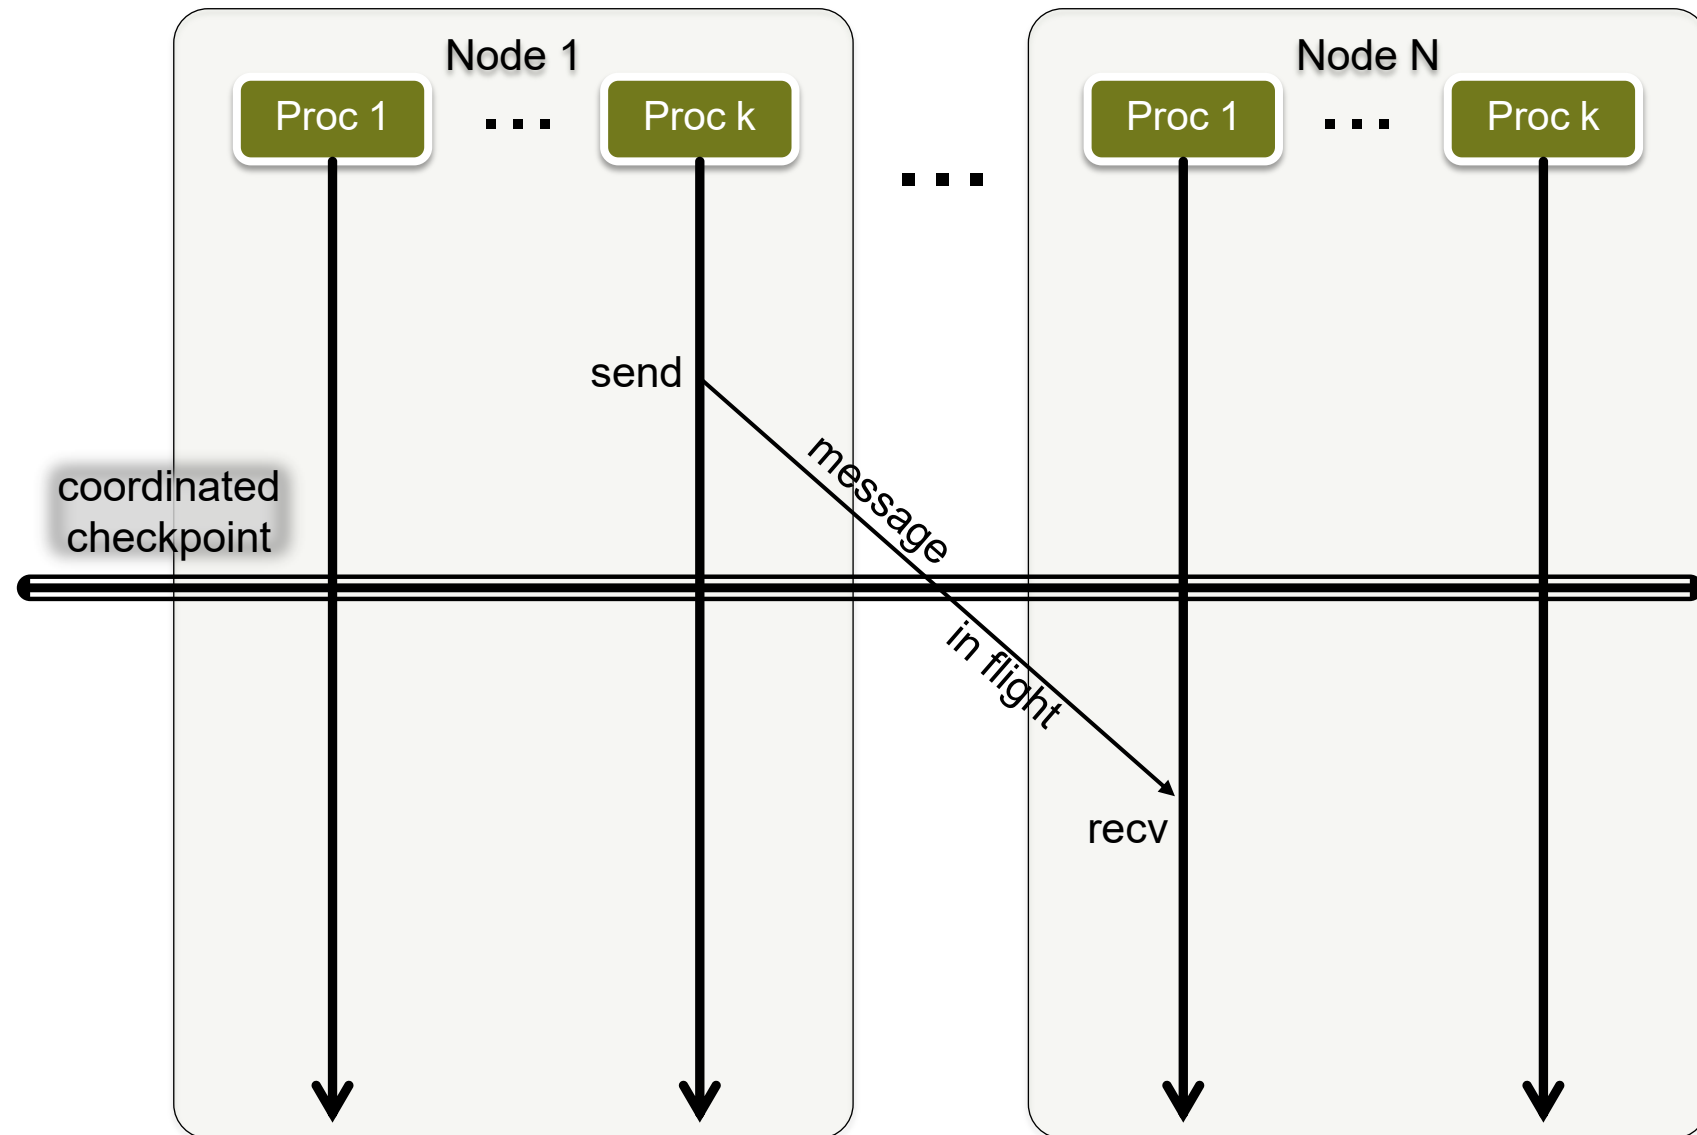 Node 1
Node N
Proc 1
...
Proc k
...
Proc 1
...
Proc k
send
message
coordinated
checkpoint
in flight
recv